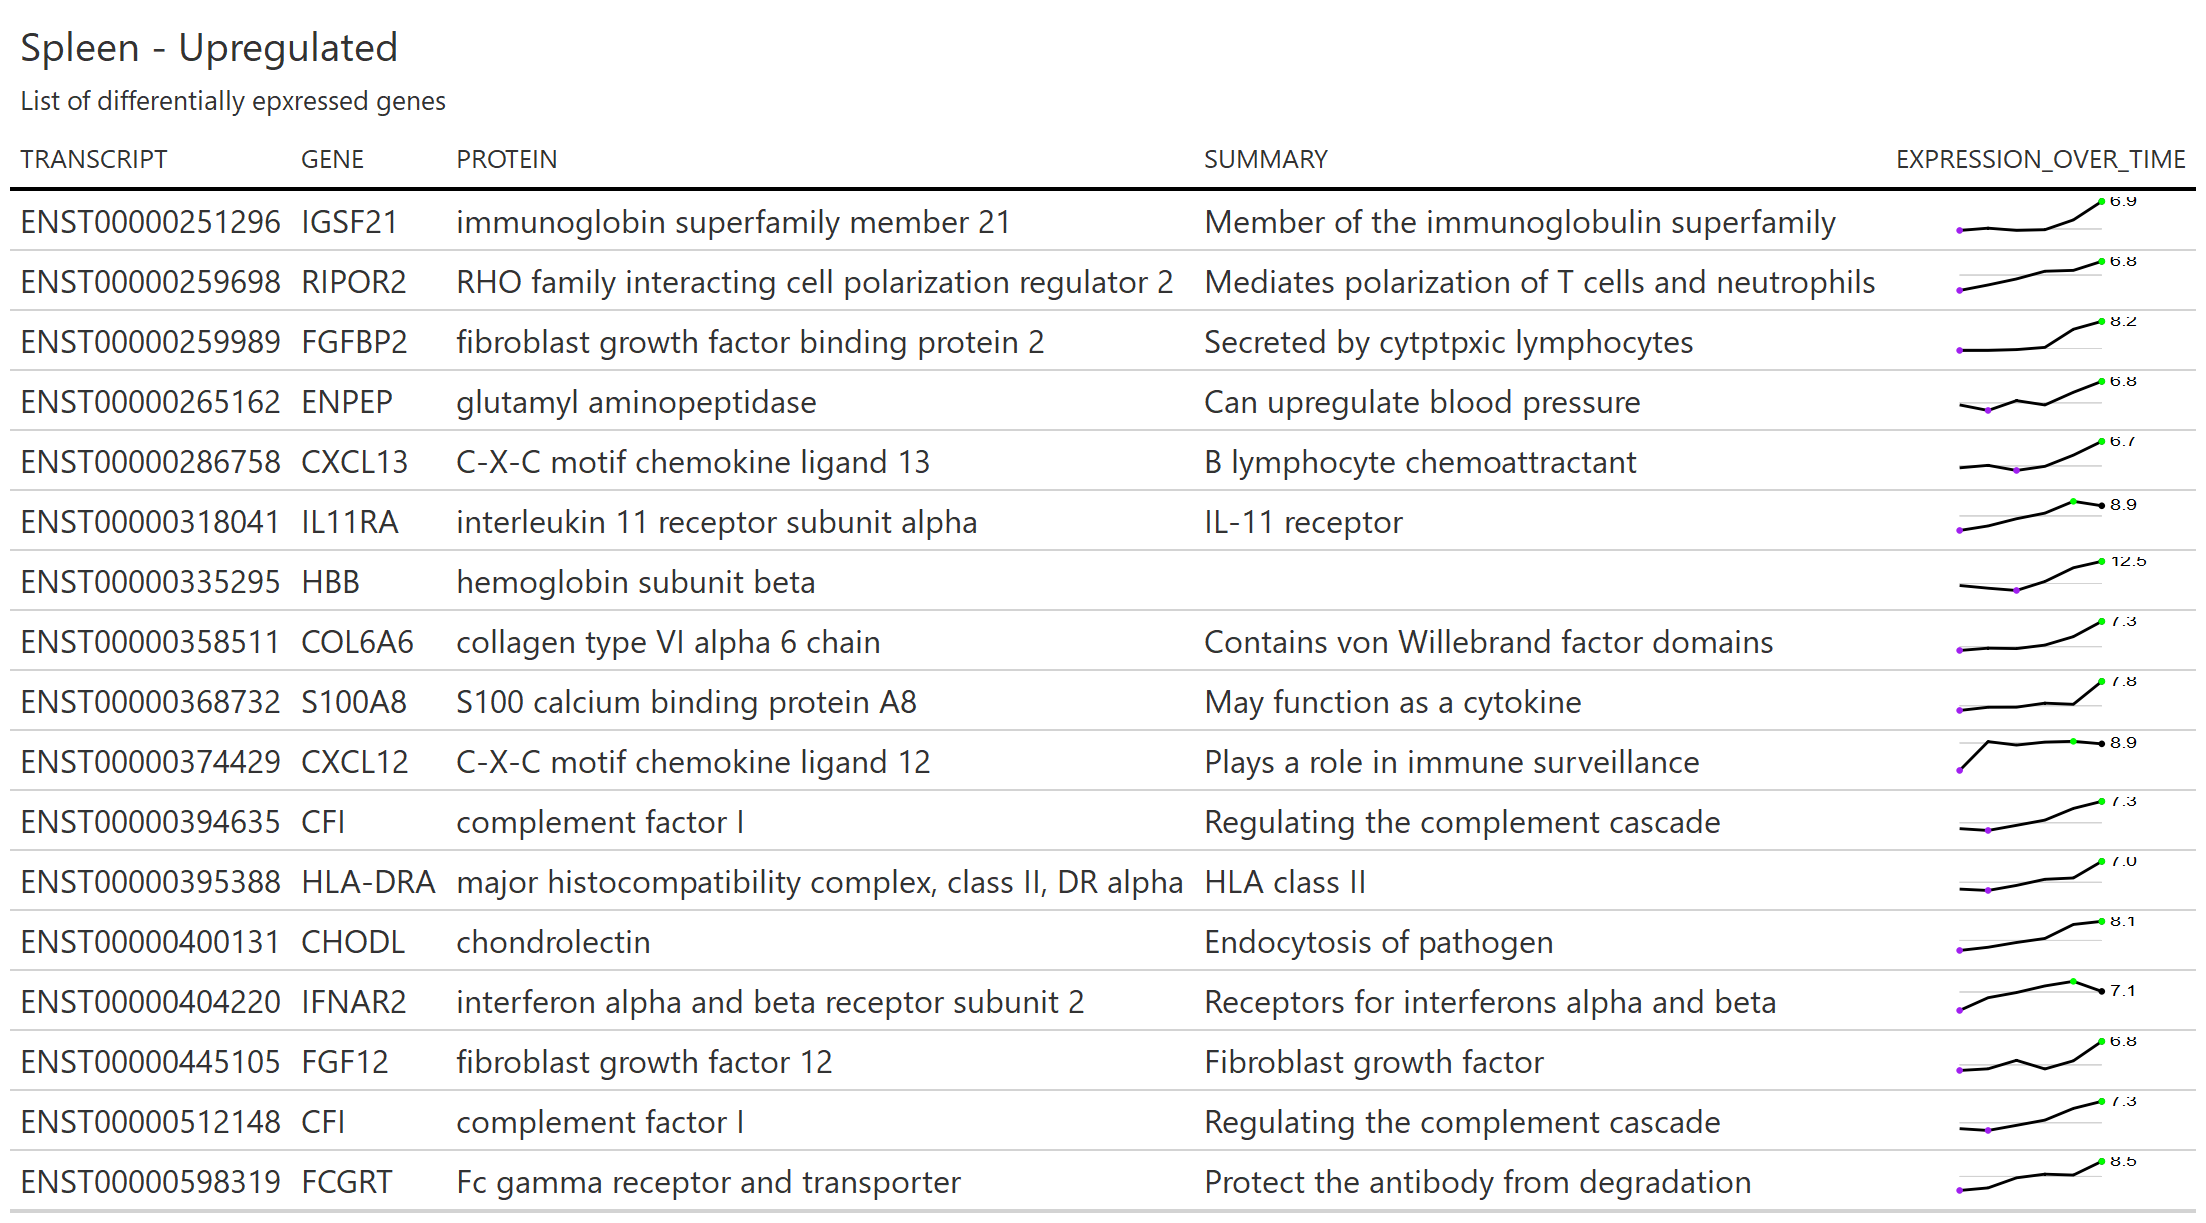 Spleen - Upregulated
List of differentially epxressed genes
TRANSCRIPT GENE PROTEIN SUMMARY EXPRESSION_OVER_TIME
ENST00000251296 IGSF21 immunoglobin superfamily member 21 Member of the immunoglobulin superfamily 6.9
ENST00000259698 RIPOR2 RHO family interacting cell polarization regulator 2 Mediates polarization of T cells and neutrophils 6.8
ENST00000259989 FGFBP2 fibroblast growth factor binding protein 2 Secreted by cytptpxic lymphocytes 8.2
ENST00000265162 ENPEP glutamyl aminopeptidase Can upregulate blood pressure 6.8
ENST00000286758 CXCL13 C-X-C motif chemokine ligand 13 B lymphocyte chemoattractant 6.7
ENST00000318041 IL11RA interleukin 11 receptor subunit alpha IL-11 receptor 8.9
ENST00000335295 HBB hemoglobin subunit beta 12.5
ENST00000358511 COL6A6 collagen type VI alpha 6 chain Contains von Willebrand factor domains 7.3
ENST00000368732 S100A8 S100 calcium binding protein A8 May function as a cytokine 7.8
ENST00000374429 CXCL12 C-X-C motif chemokine ligand 12 Plays a role in immune surveillance 8.9
ENST00000394635 CFI complement factor I Regulating the complement cascade 7.3
ENST00000395388 HLA-DRA major histocompatibility complex, class II, DR alpha HLA class II 7.0
ENST00000400131 CHODL chondrolectin Endocytosis of pathogen 8.1
ENST00000404220 IFNAR2 interferon alpha and beta receptor subunit 2 Receptors for interferons alpha and beta 7.1
ENST00000445105 FGF12 fibroblast growth factor 12 Fibroblast growth factor 6.8
ENST00000512148 CFI complement factor I Regulating the complement cascade 7.3
ENST00000598319 FCGRT Fc gamma receptor and transporter Protect the antibody from degradation 8.5